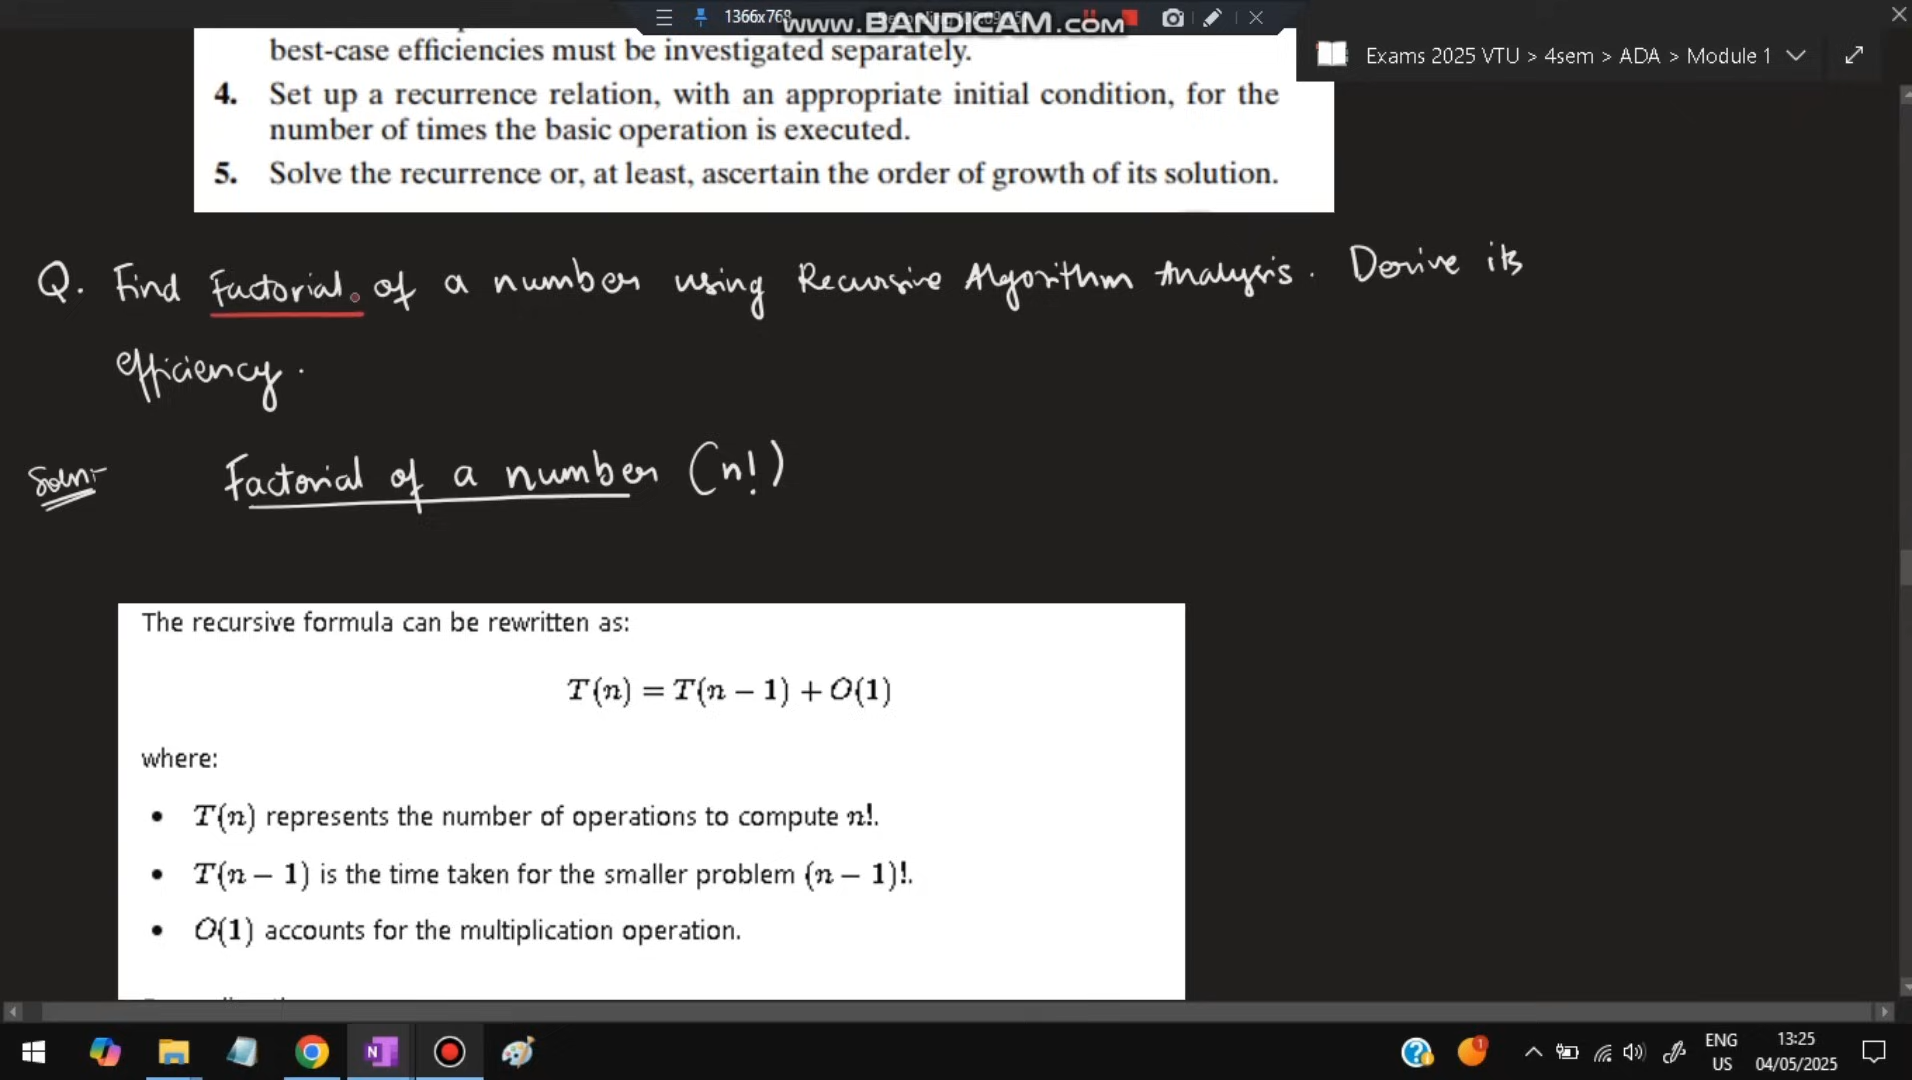 1366x768
www.BANDICAM.com
Exams 2025 VTU > 4sem > ADA > Module 1
best-case efficiencies must be investigated separately.
4. Set up a recurrence relation, with an appropriate initial condition, for the
number of times the basic operation is executed.
5. Solve the recurrence or, at least, ascertain the order of growth of its solution.
Q. Find Factorial of a number using Recursive Algorithm Analysis. Derive its
efficiency.
Soln:-
Factorial of a number (n!)
The recursive formula can be rewritten as:
T(n) = T(n − 1) + O(1)
where:
• T(n) represents the number of operations to compute n!.
• T(n − 1) is the time taken for the smaller problem (n − 1)!.
• O(1) accounts for the multiplication operation.
N
1
ENG
US
13:25
04/05/2025